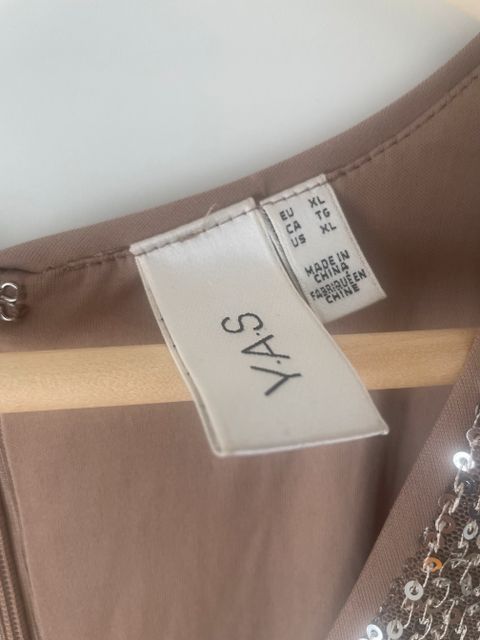 EU XL
CA TG
US XL
MADE IN
CHINA
FABRIQUÉ EN
CHINE
Y.A.S